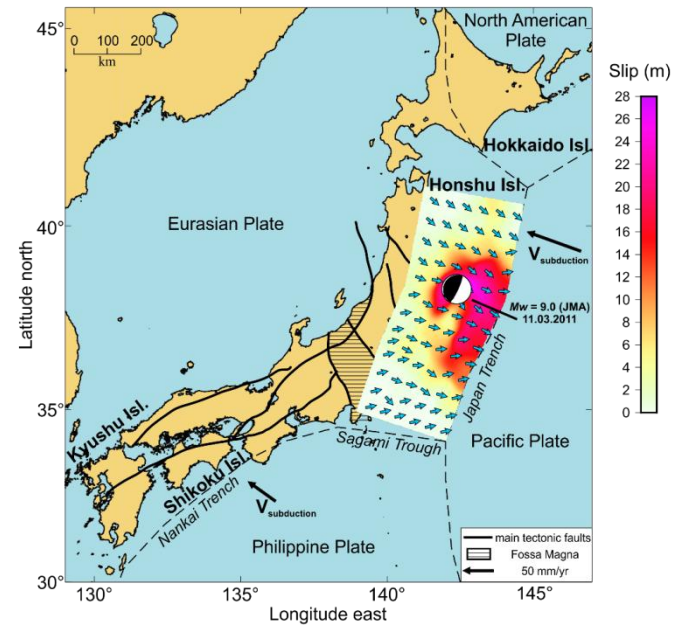 North American
Plate
45°
0 100 200
km
Slip (m)
28
26
24
22
20
18
16
14
12
10
8
6
4
2
0
Hokkaido Isl.
Honshu Isl.
40°
Eurasian Plate
Vsubduction
Mw = 9.0 (JMA)
11.03.2011
Latitude north
Japan Trench
35°
Kyushu Isl.
Sagami Trough
Pacific Plate
Shikoku Isl.
Nankai Trench
Vsubduction
Philippine Plate
main tectonic faults
Fossa Magna
50 mm/yr
30°
130° 135° 140° 145°
Longitude east